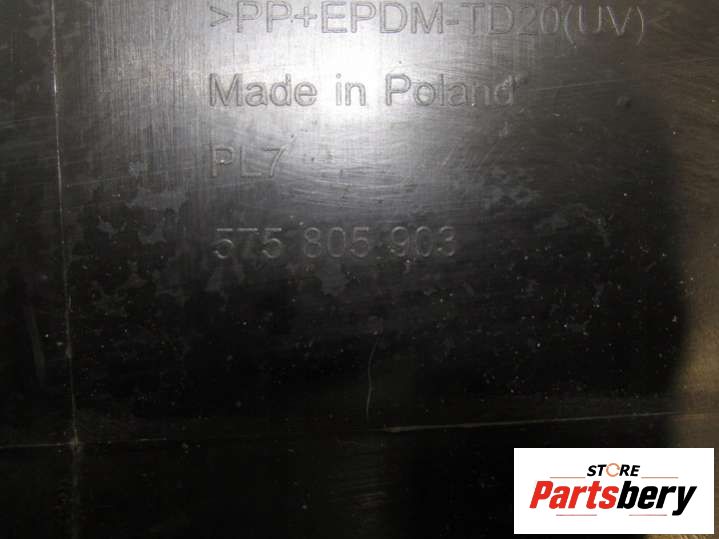 >PP+EPDM-TD20(UV)<
Made in Poland
PL7
575 805 903
STORE
Partsbery